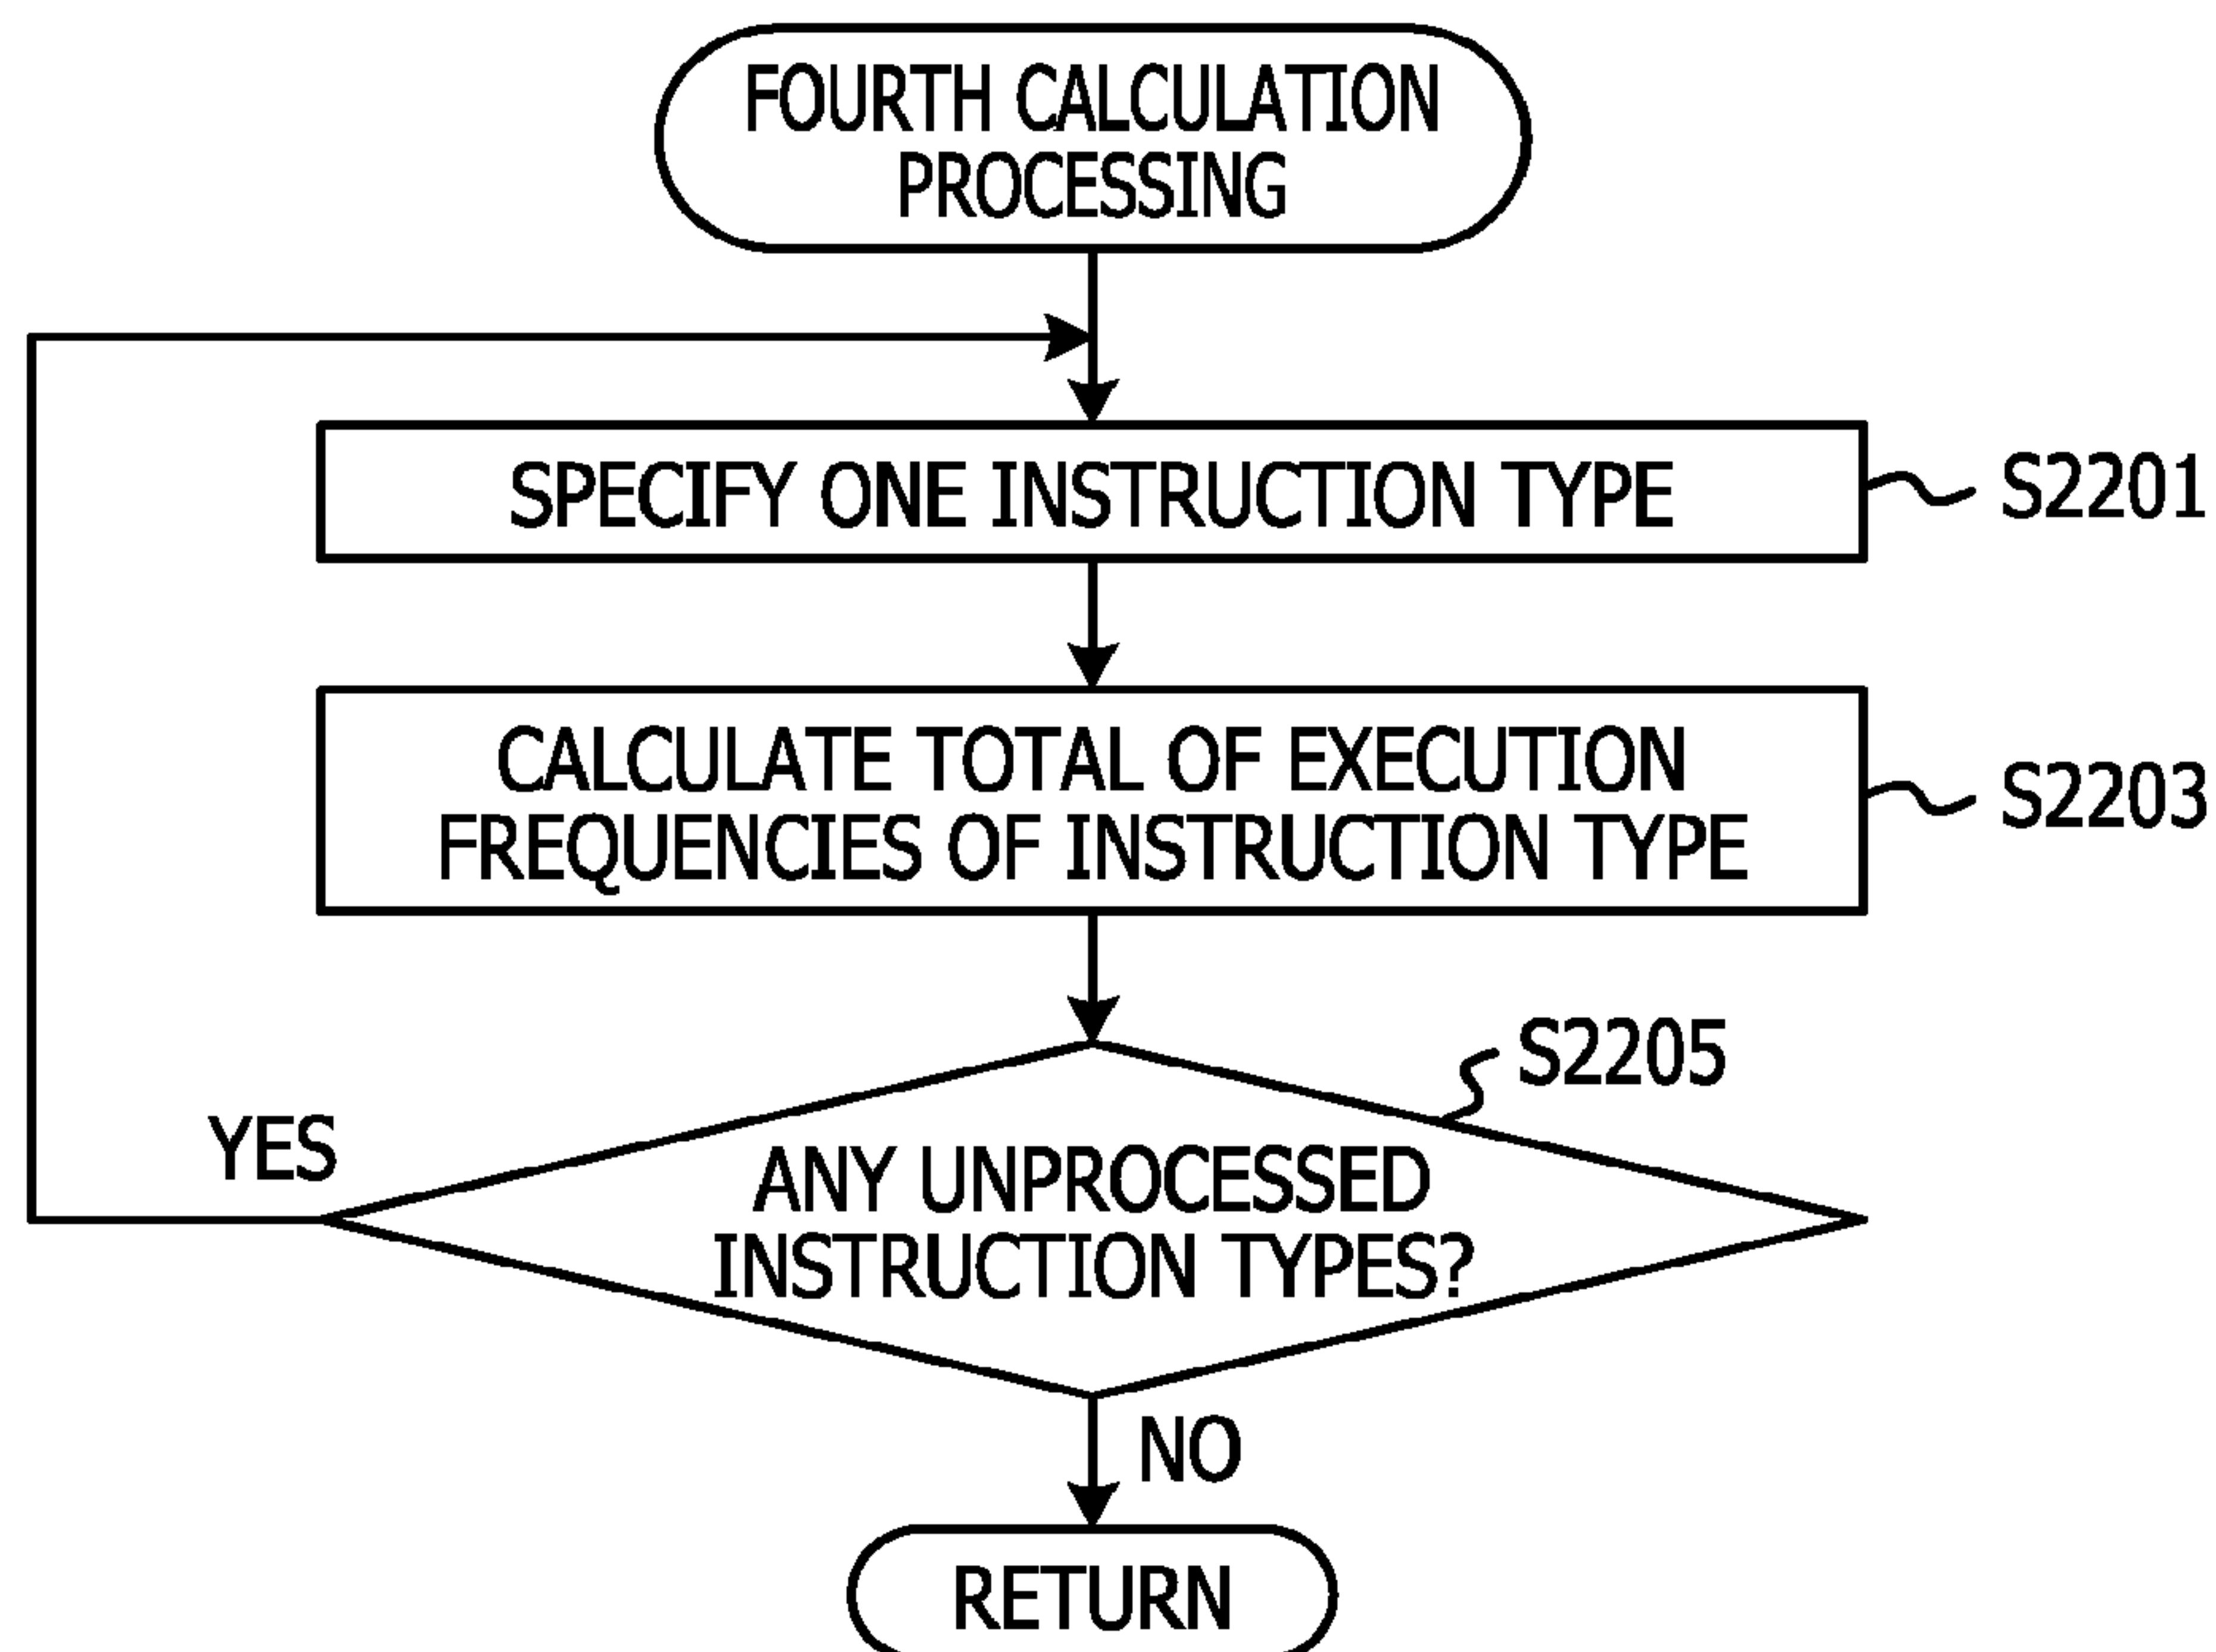 FOURTH CALCULATION
PROCESSING
SPECIFY ONE INSTRUCTION TYPE
S2201
CALCULATE TOTAL OF EXECUTION
FREQUENCIES OF INSTRUCTION TYPE
S2203
S2205
YES
ANY UNPROCESSED
INSTRUCTION TYPES?
NO
RETURN